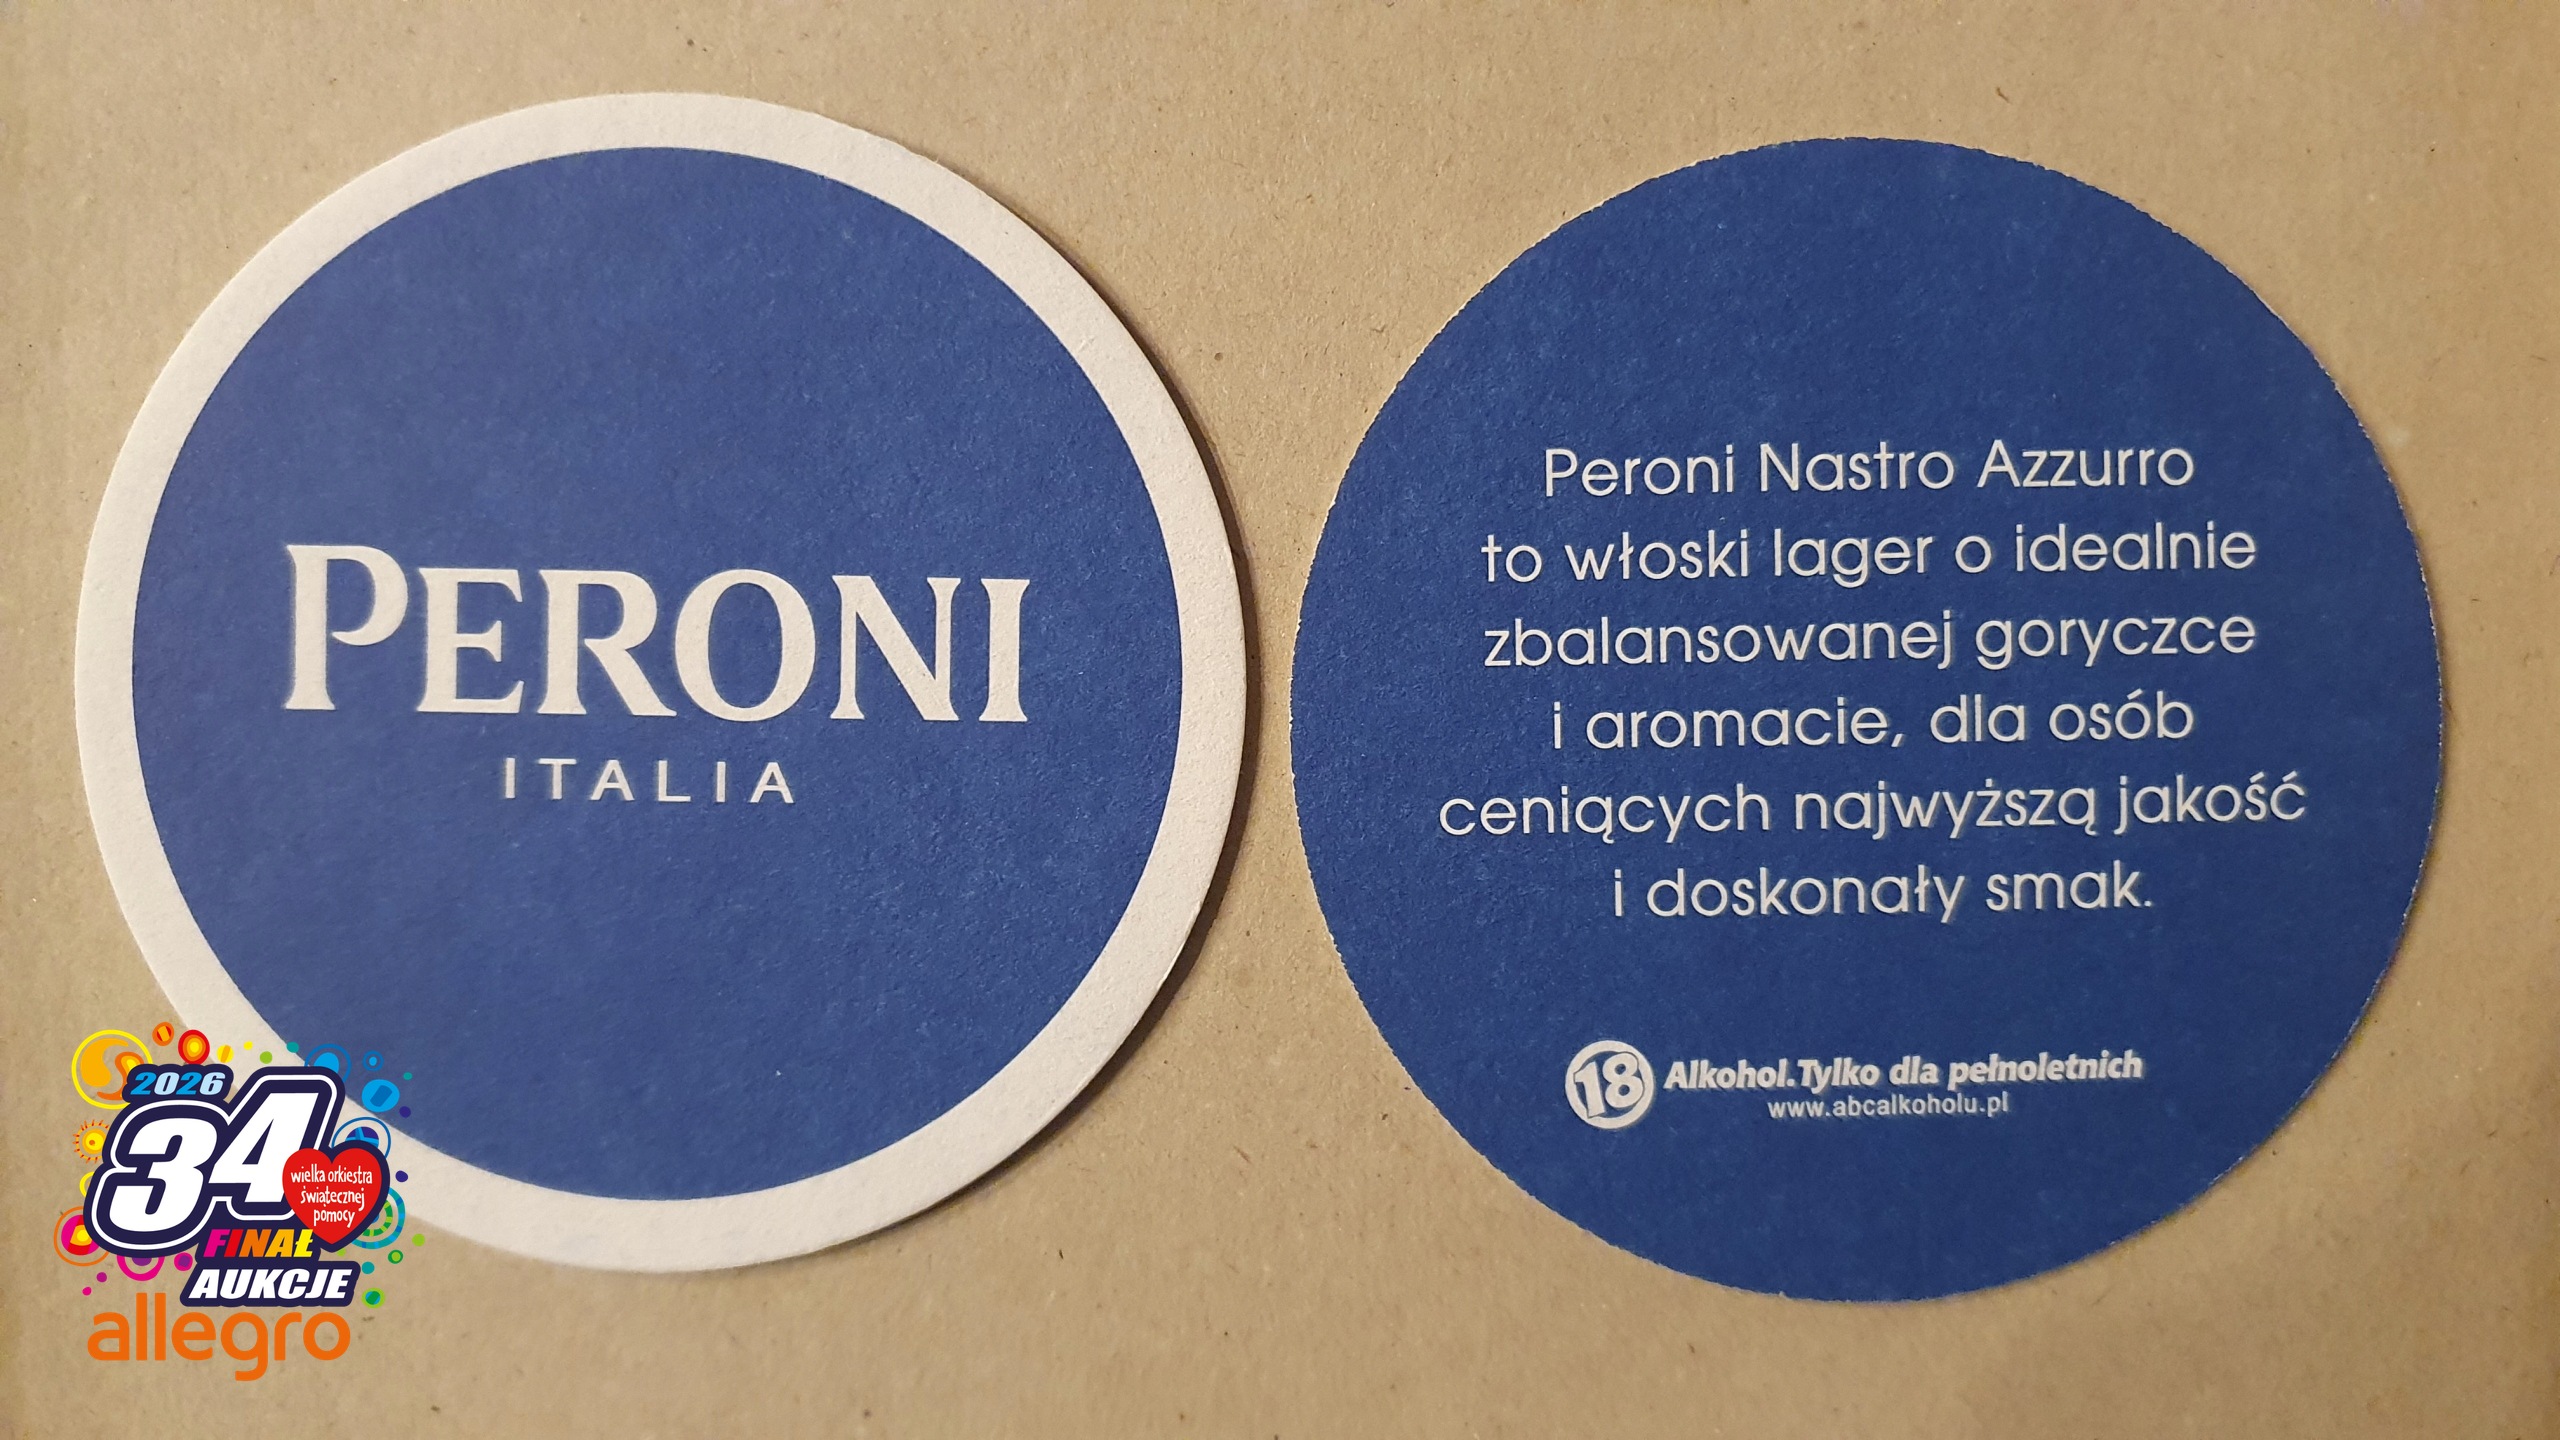 PERONI
ITALIA
Peroni Nastro Azzurro
to włoski lager o idealnie
zbalansowanej goryczce
i aromacie, dla osób
ceniących najwyższą jakość
i doskonały smak.
18 Alkohol.Tylko dla pełnoletnich
www.abcalkoholu.pl
2026
34
wielka orkiestra
świątecznej
pomocy
FINAŁ
AUKCJE
allegro